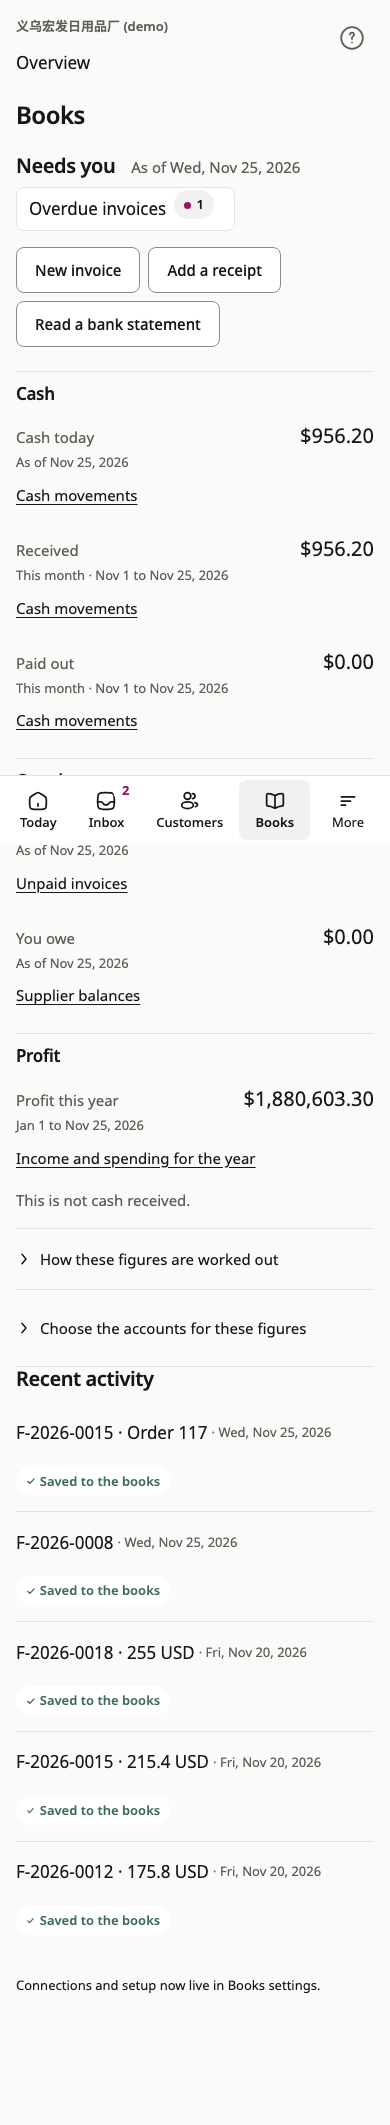 义乌宏发日用品厂 (demo)
Overview
Books
Needs you As of Wed, Nov 25, 2026
Overdue invoices 1
New invoice Add a receipt
Read a bank statement
Cash
Cash today $956.20
As of Nov 25, 2026
Cash movements
Received $956.20
This month · Nov 1 to Nov 25, 2026
Cash movements
Paid out $0.00
This month · Nov 1 to Nov 25, 2026
Cash movements
2
Today Inbox Customers Books More
As of Nov 25, 2026
Unpaid invoices
You owe $0.00
As of Nov 25, 2026
Supplier balances
Profit
Profit this year $1,880,603.30
Jan 1 to Nov 25, 2026
Income and spending for the year
This is not cash received.
How these figures are worked out
Choose the accounts for these figures
Recent activity
F-2026-0015 · Order 117 · Wed, Nov 25, 2026
✓ Saved to the books
F-2026-0008 · Wed, Nov 25, 2026
✓ Saved to the books
F-2026-0018 · 255 USD · Fri, Nov 20, 2026
✓ Saved to the books
F-2026-0015 · 215.4 USD · Fri, Nov 20, 2026
✓ Saved to the books
F-2026-0012 · 175.8 USD · Fri, Nov 20, 2026
✓ Saved to the books
Connections and setup now live in Books settings.